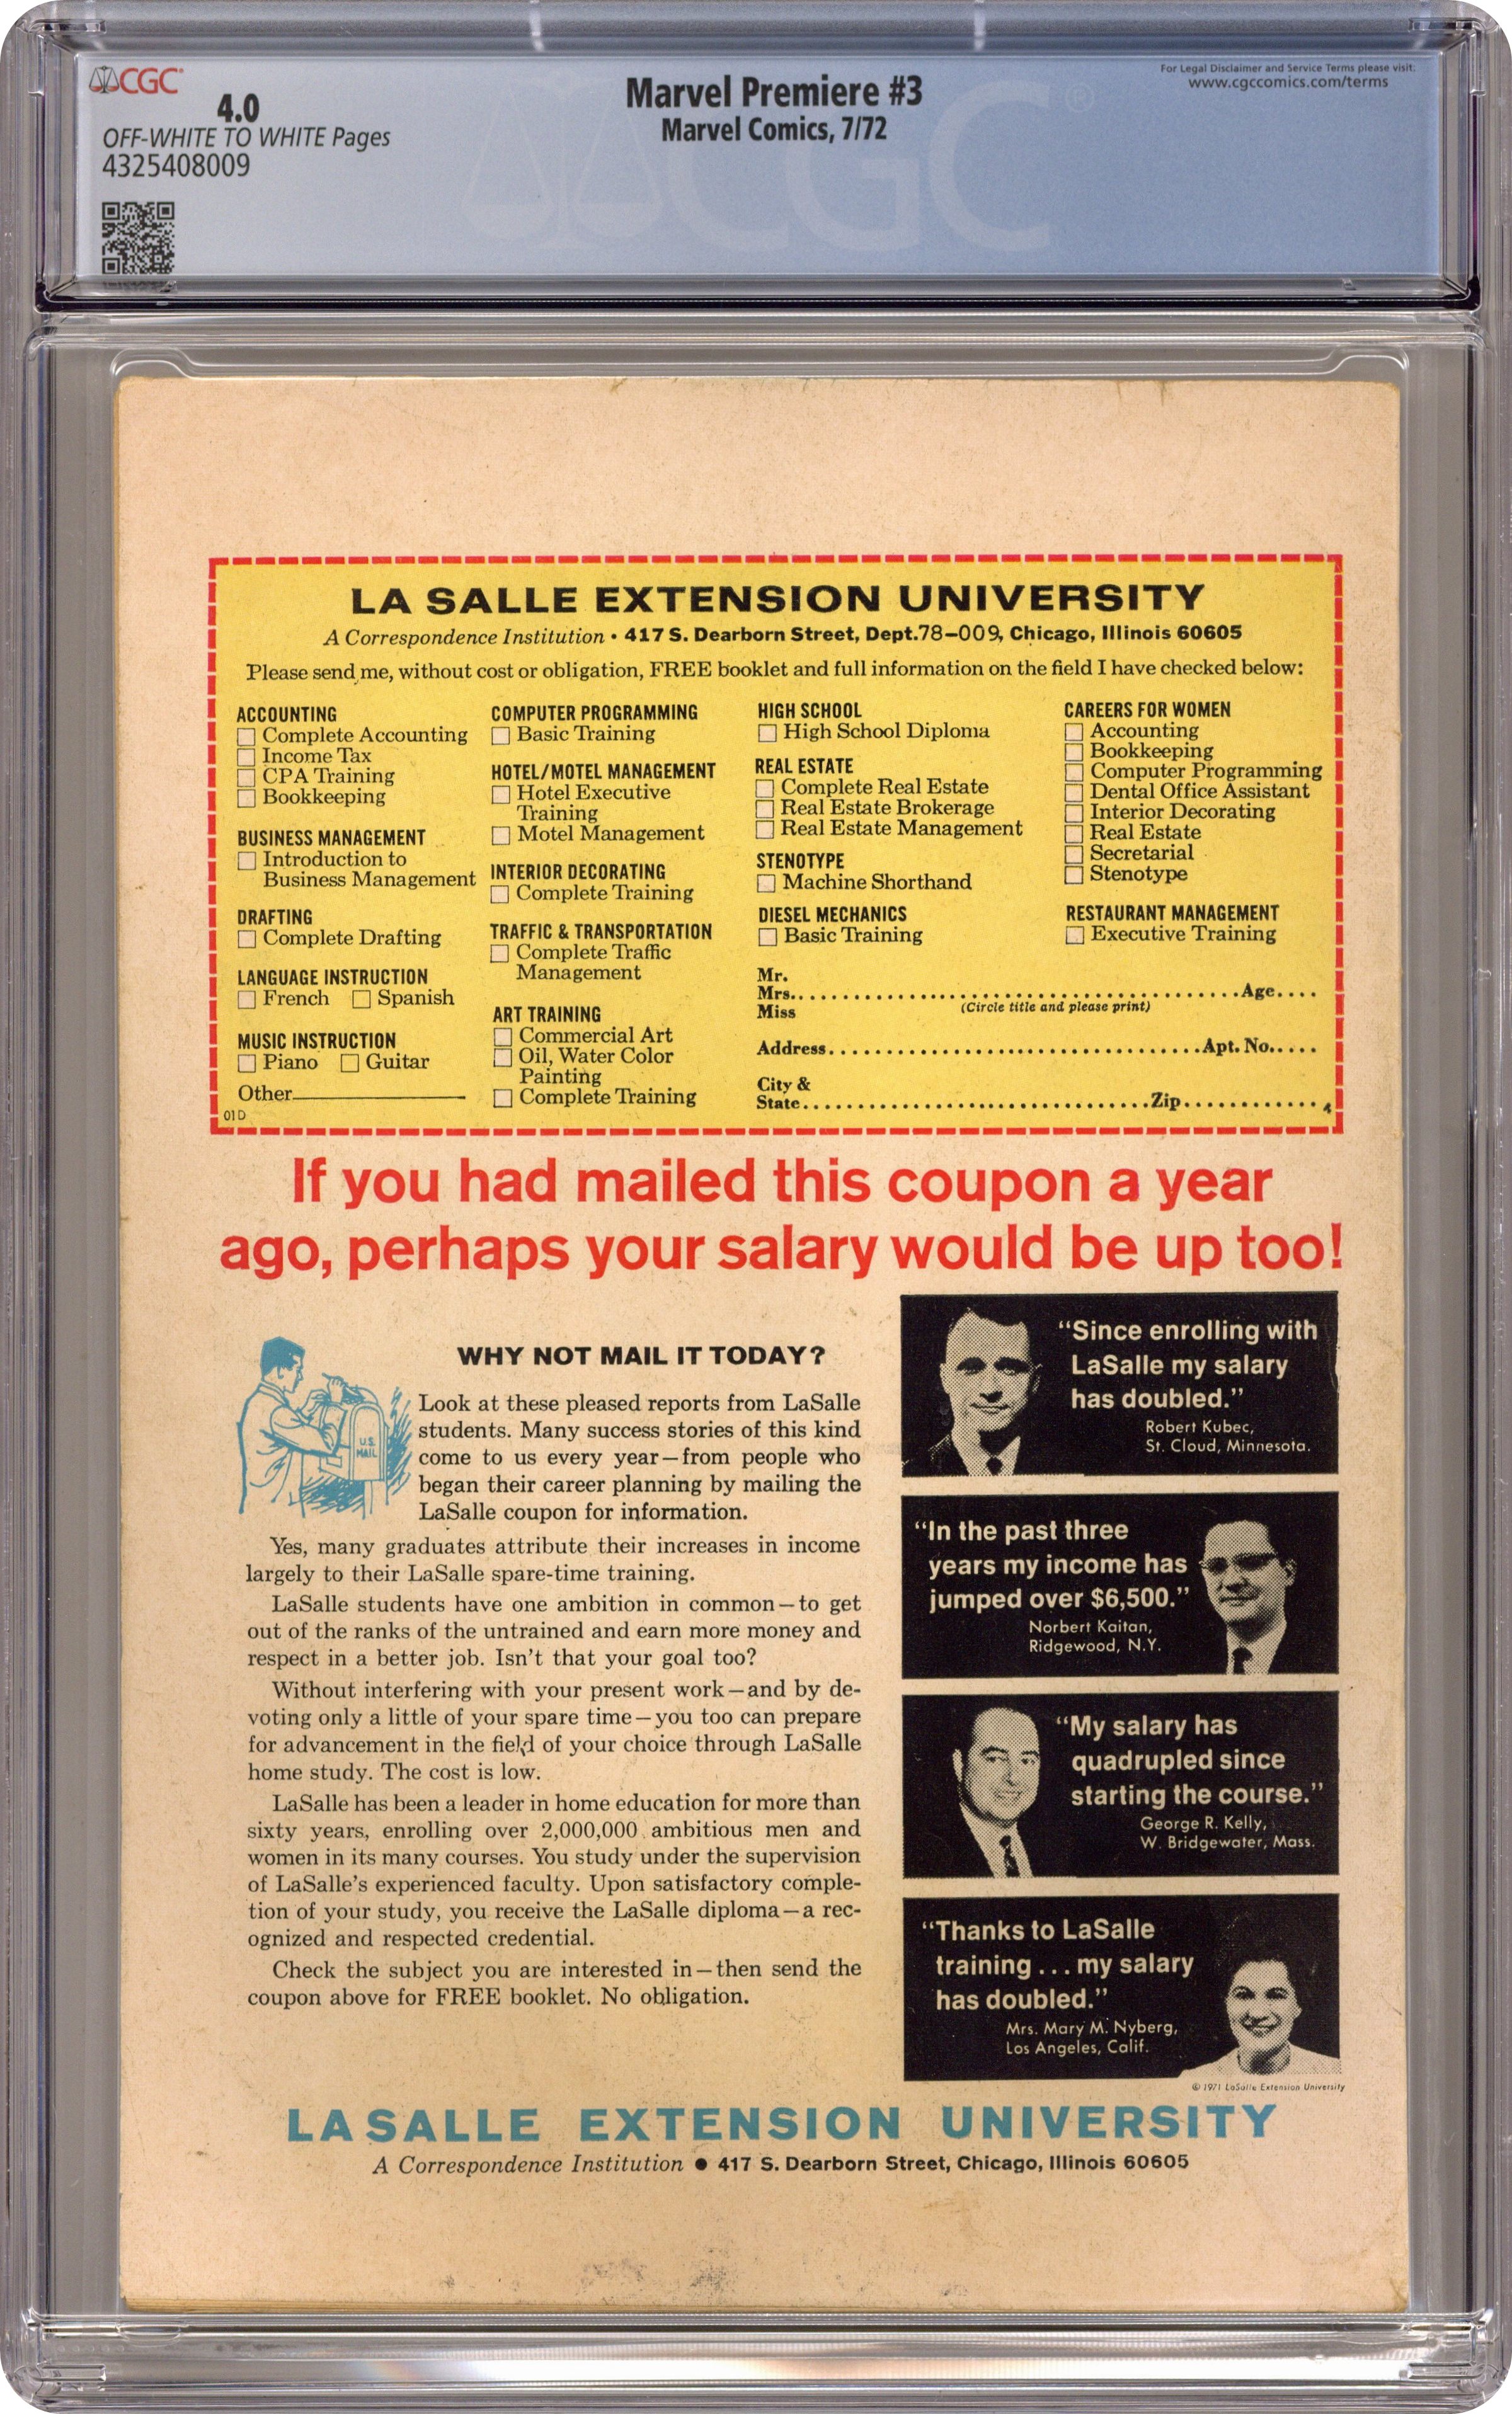 CGC
4.0
OFF-WHITE TO WHITE Pages
4325408009
Marvel Premiere #3
Marvel Comics, 7/72
For Legal Disclaimer and Service Terms please visit:
www.cgccomics.com/terms
CGC®
LA SALLE EXTENSION UNIVERSITY
A Correspondence Institution • 417 S. Dearborn Street, Dept.78-009, Chicago, Illinois 60605
Please send me, without cost or obligation, FREE booklet and full information on the field I have checked below:
ACCOUNTING
Complete Accounting
Income Tax
CPA Training
Bookkeeping
BUSINESS MANAGEMENT
Introduction to
Business Management
DRAFTING
Complete Drafting
LANGUAGE INSTRUCTION
French Spanish
MUSIC INSTRUCTION
Piano Guitar
Other
01D
COMPUTER PROGRAMMING
Basic Training
HOTEL/MOTEL MANAGEMENT
Hotel Executive
Training
Motel Management
INTERIOR DECORATING
Complete Training
TRAFFIC & TRANSPORTATION
Complete Traffic
Management
ART TRAINING
Commercial Art
Oil, Water Color
Painting
Complete Training
HIGH SCHOOL
High School Diploma
REAL ESTATE
Complete Real Estate
Real Estate Brokerage
Real Estate Management
STENOTYPE
Machine Shorthand
DIESEL MECHANICS
Basic Training
CAREERS FOR WOMEN
Accounting
Bookkeeping
Computer Programming
Dental Office Assistant
Interior Decorating
Real Estate
Secretarial
Stenotype
RESTAURANT MANAGEMENT
Executive Training
Mr.
Mrs. Age
Miss (Circle title and please print)
Address Apt. No.
City &
State Zip
If you had mailed this coupon a year
ago, perhaps your salary would be up too!
U.S.
MAIL
WHY NOT MAIL IT TODAY?
Look at these pleased reports from LaSalle
students. Many success stories of this kind
come to us every year—from people who
began their career planning by mailing the
LaSalle coupon for information.
Yes, many graduates attribute their increases in income
largely to their LaSalle spare-time training.
LaSalle students have one ambition in common—to get
out of the ranks of the untrained and earn more money and
respect in a better job. Isn't that your goal too?
Without interfering with your present work—and by de-
voting only a little of your spare time—you too can prepare
for advancement in the field of your choice through LaSalle
home study. The cost is low.
LaSalle has been a leader in home education for more than
sixty years, enrolling over 2,000,000 ambitious men and
women in its many courses. You study under the supervision
of LaSalle's experienced faculty. Upon satisfactory comple-
tion of your study, you receive the LaSalle diploma—a rec-
ognized and respected credential.
Check the subject you are interested in—then send the
coupon above for FREE booklet. No obligation.
"Since enrolling with
LaSalle my salary
has doubled."
Robert Kubec,
St. Cloud, Minnesota.
"In the past three
years my income has
jumped over $6,500."
Norbert Kaitan,
Ridgewood, N.Y.
"My salary has
quadrupled since
starting the course."
George R. Kelly,
W. Bridgewater, Mass.
"Thanks to LaSalle
training ... my salary
has doubled."
Mrs. Mary M. Nyberg,
Los Angeles, Calif.
© 1971 LaSalle Extension University
LA SALLE EXTENSION UNIVERSITY
A Correspondence Institution • 417 S. Dearborn Street, Chicago, Illinois 60605